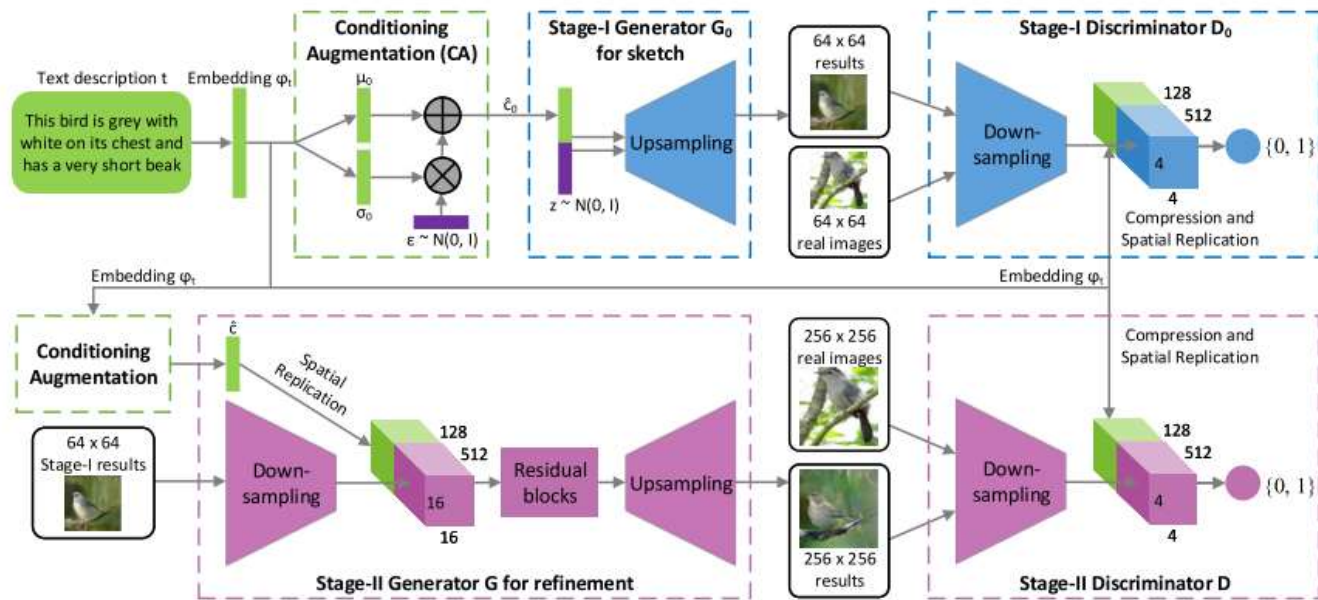 Text description t
This bird is grey with
white on its chest and
has a very short beak
Embedding φt
Conditioning
Augmentation (CA)
μ0
σ0
ε ~ N(0, I)
ĉ0
Stage-I Generator G0
for sketch
Upsampling
z ~ N(0, I)
64 x 64
results
64 x 64
real images
Stage-I Discriminator D0
Down-
sampling
128
512
4
4
{0, 1}
Compression and
Spatial Replication
Embedding φt
Embedding φt
Conditioning
Augmentation
64 x 64
Stage-I results
ĉ
Spatial
Replication
Down-
sampling
128
512
16
16
Residual
blocks
Upsampling
Stage-II Generator G for refinement
256 x 256
real images
256 x 256
results
Compression and
Spatial Replication
Down-
sampling
128
512
4
4
{0, 1}
Stage-II Discriminator D